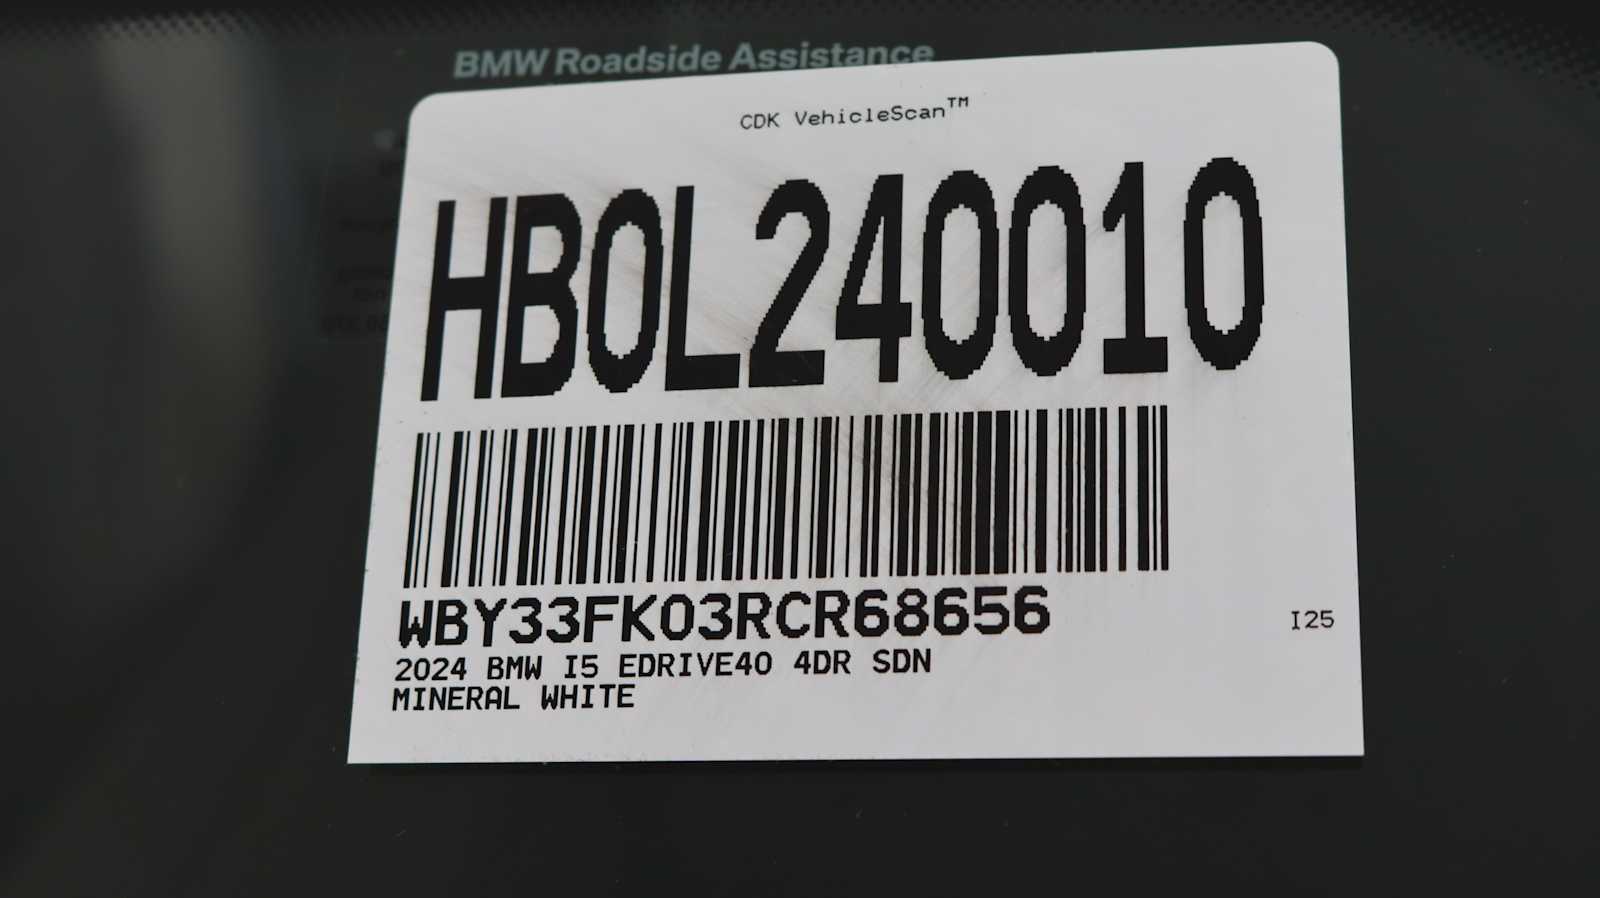 BMW Roadside Assistance
CDK VehicleScan™
HBOL240010
WBY33FK03RCR68656
I25
2024 BMW I5 EDRIVE40 4DR SDN
MINERAL WHITE